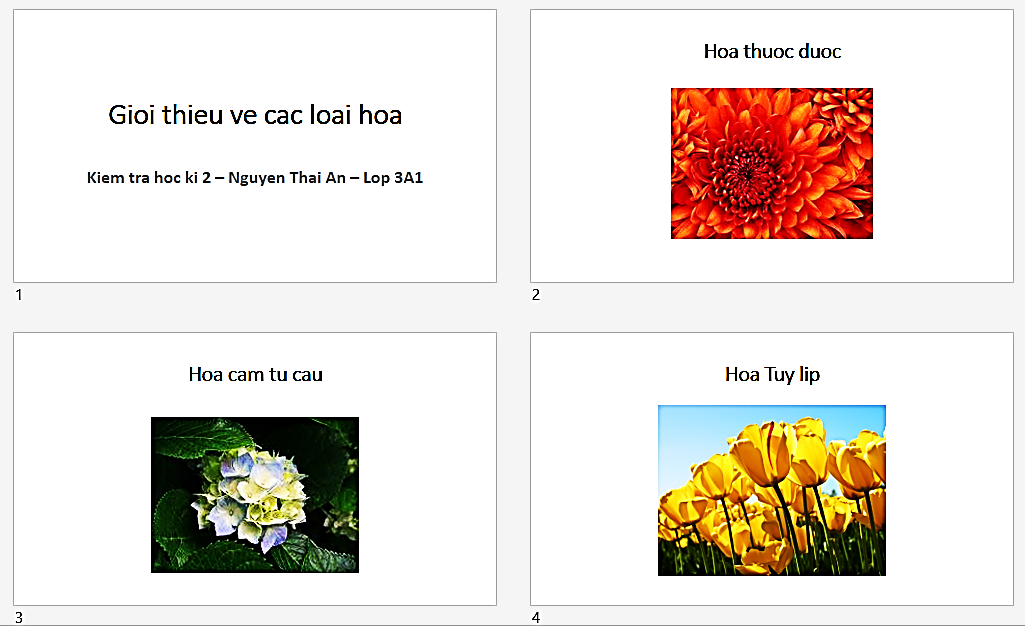 Gioi thieu ve cac loai hoa
Kiem tra hoc ki 2 – Nguyen Thai An – Lop 3A1
1
Hoa thuoc duoc
2
Hoa cam tu cau
3
Hoa Tuy lip
4